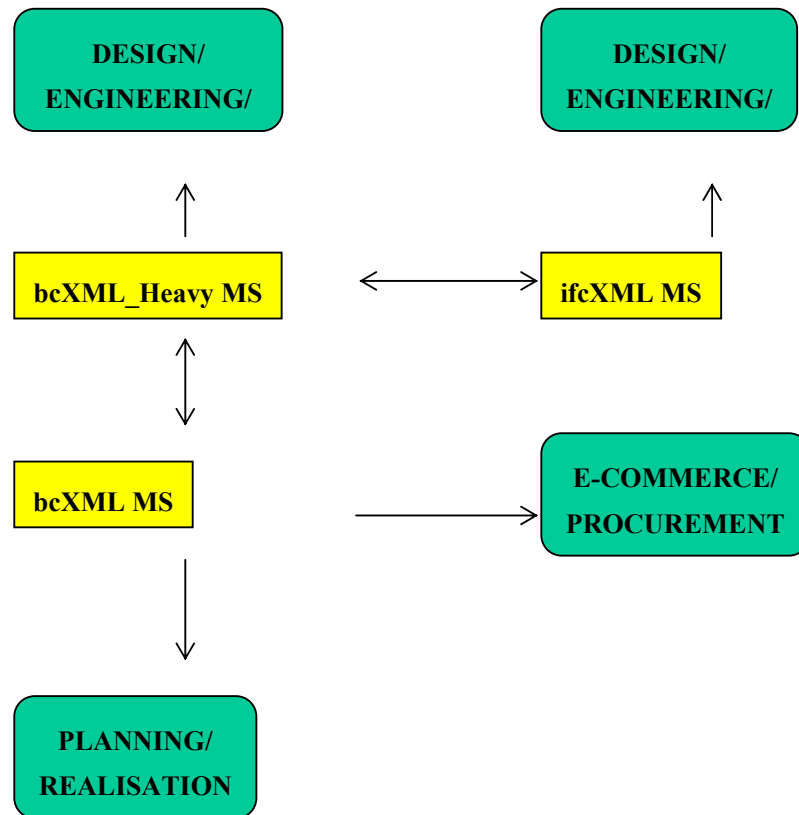 DESIGN/
ENGINEERING/
DESIGN/
ENGINEERING/
bcXML_Heavy MS
ifcXML MS
bcXML MS
E-COMMERCE/
PROCUREMENT
PLANNING/
REALISATION